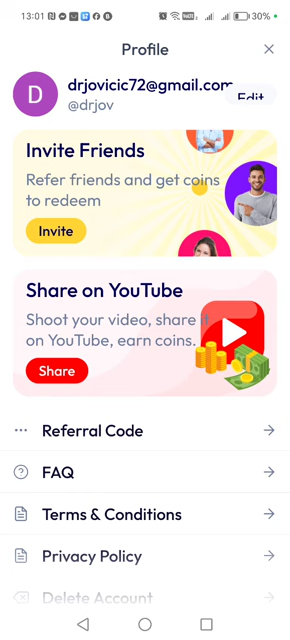 13:01
30%
Profile
D
drjovicic72@gmail.com
Edit
@drjov
Invite Friends
Refer friends and get coins
to redeem
Invite
Share on YouTube
Shoot your video, share it
on YouTube, earn coins.
Share
Referral Code
FAQ
Terms & Conditions
Privacy Policy
Delete Account